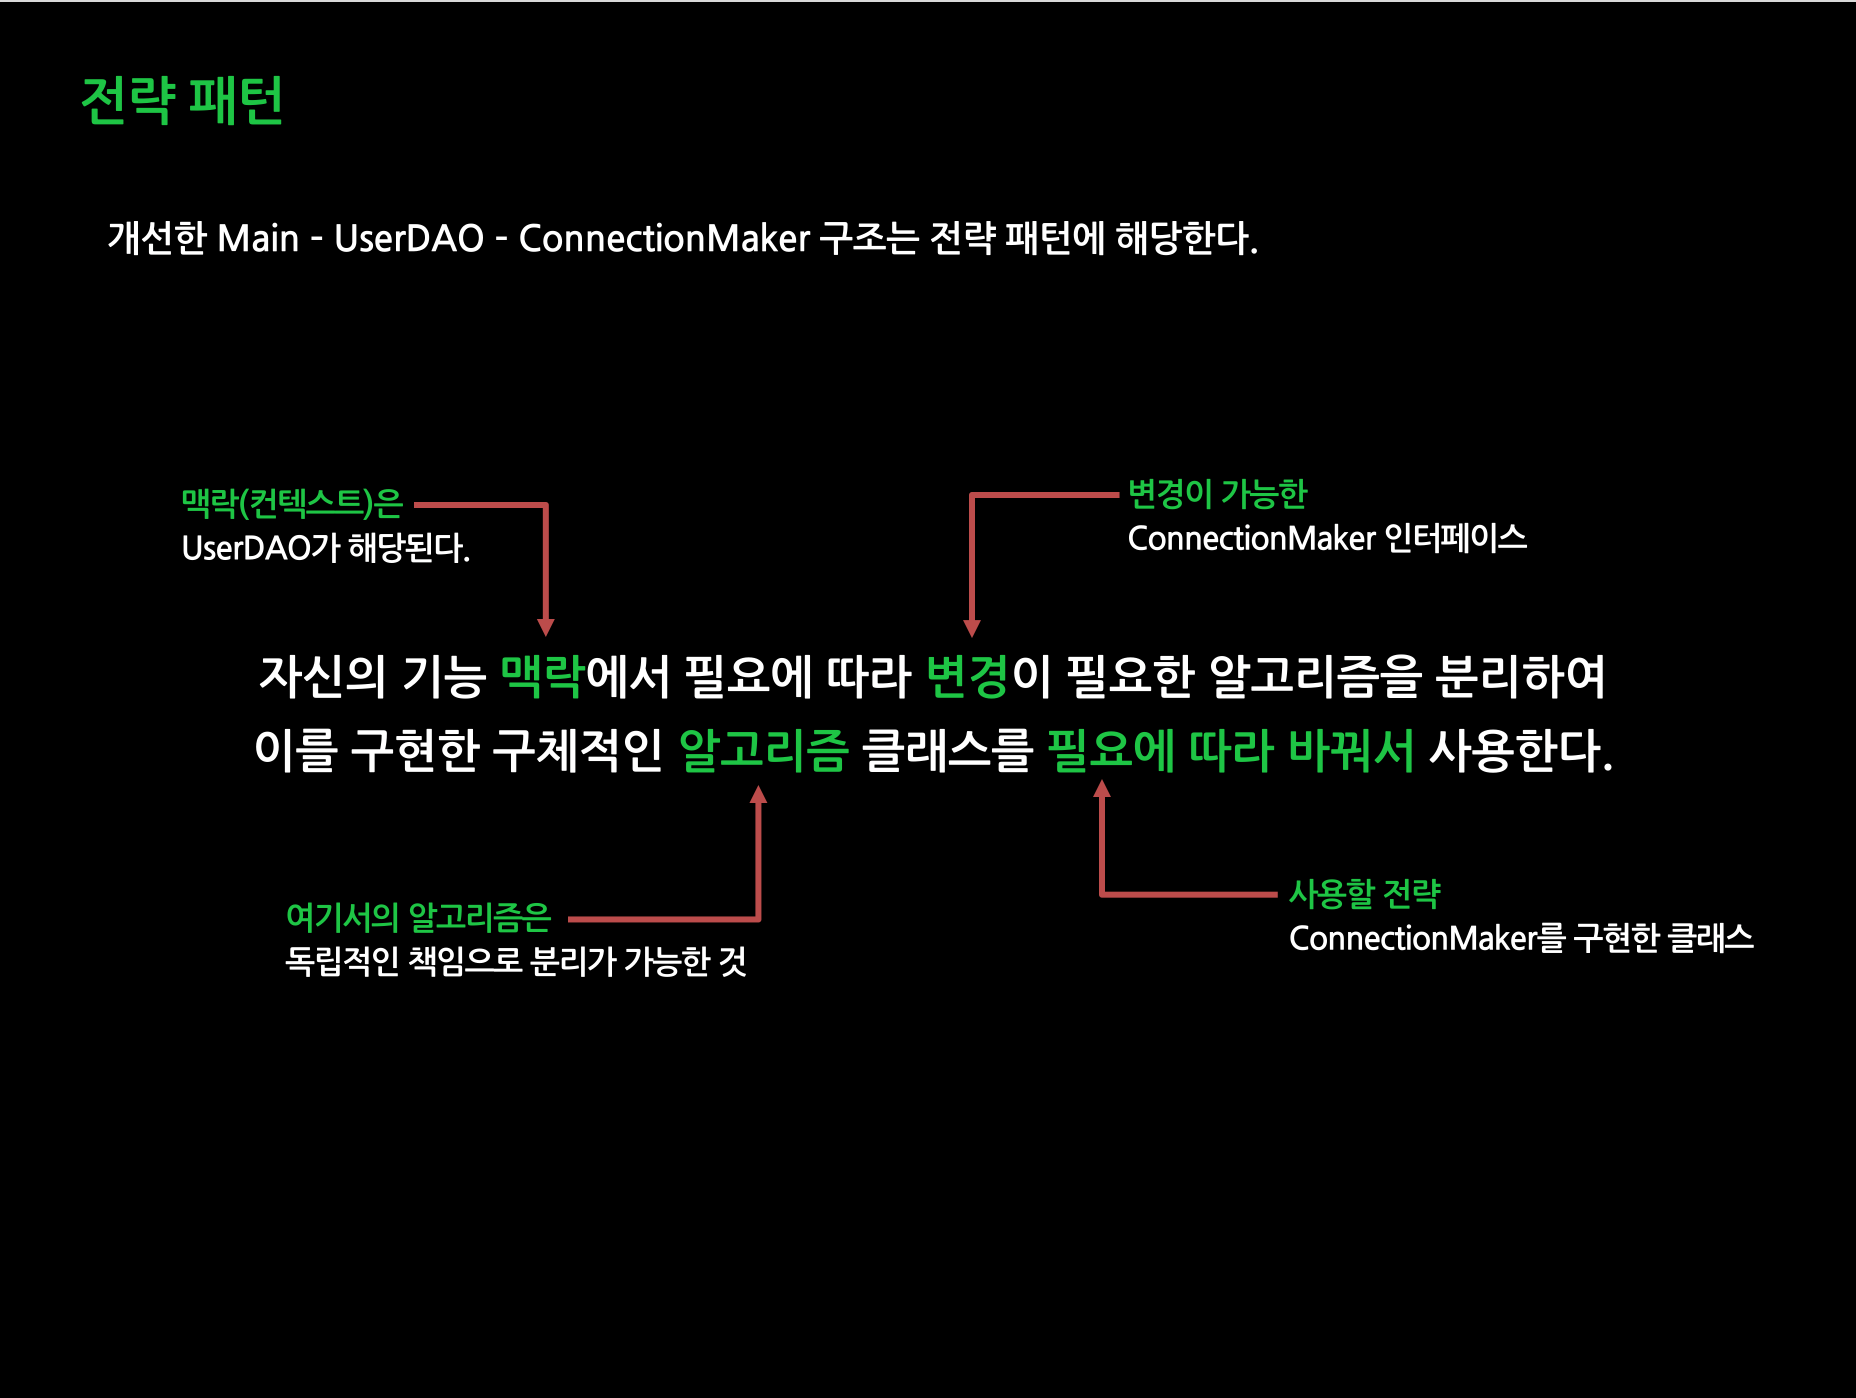 전략 패턴
개선한 Main - UserDAO - ConnectionMaker 구조는 전략 패턴에 해당한다.
맥락(컨텍스트)은
UserDAO가 해당된다.
변경이 가능한
ConnectionMaker 인터페이스
자신의 기능 맥락에서 필요에 따라 변경이 필요한 알고리즘을 분리하여
이를 구현한 구체적인 알고리즘 클래스를 필요에 따라 바꿔서 사용한다.
여기서의 알고리즘은
독립적인 책임으로 분리가 가능한 것
사용할 전략
ConnectionMaker를 구현한 클래스